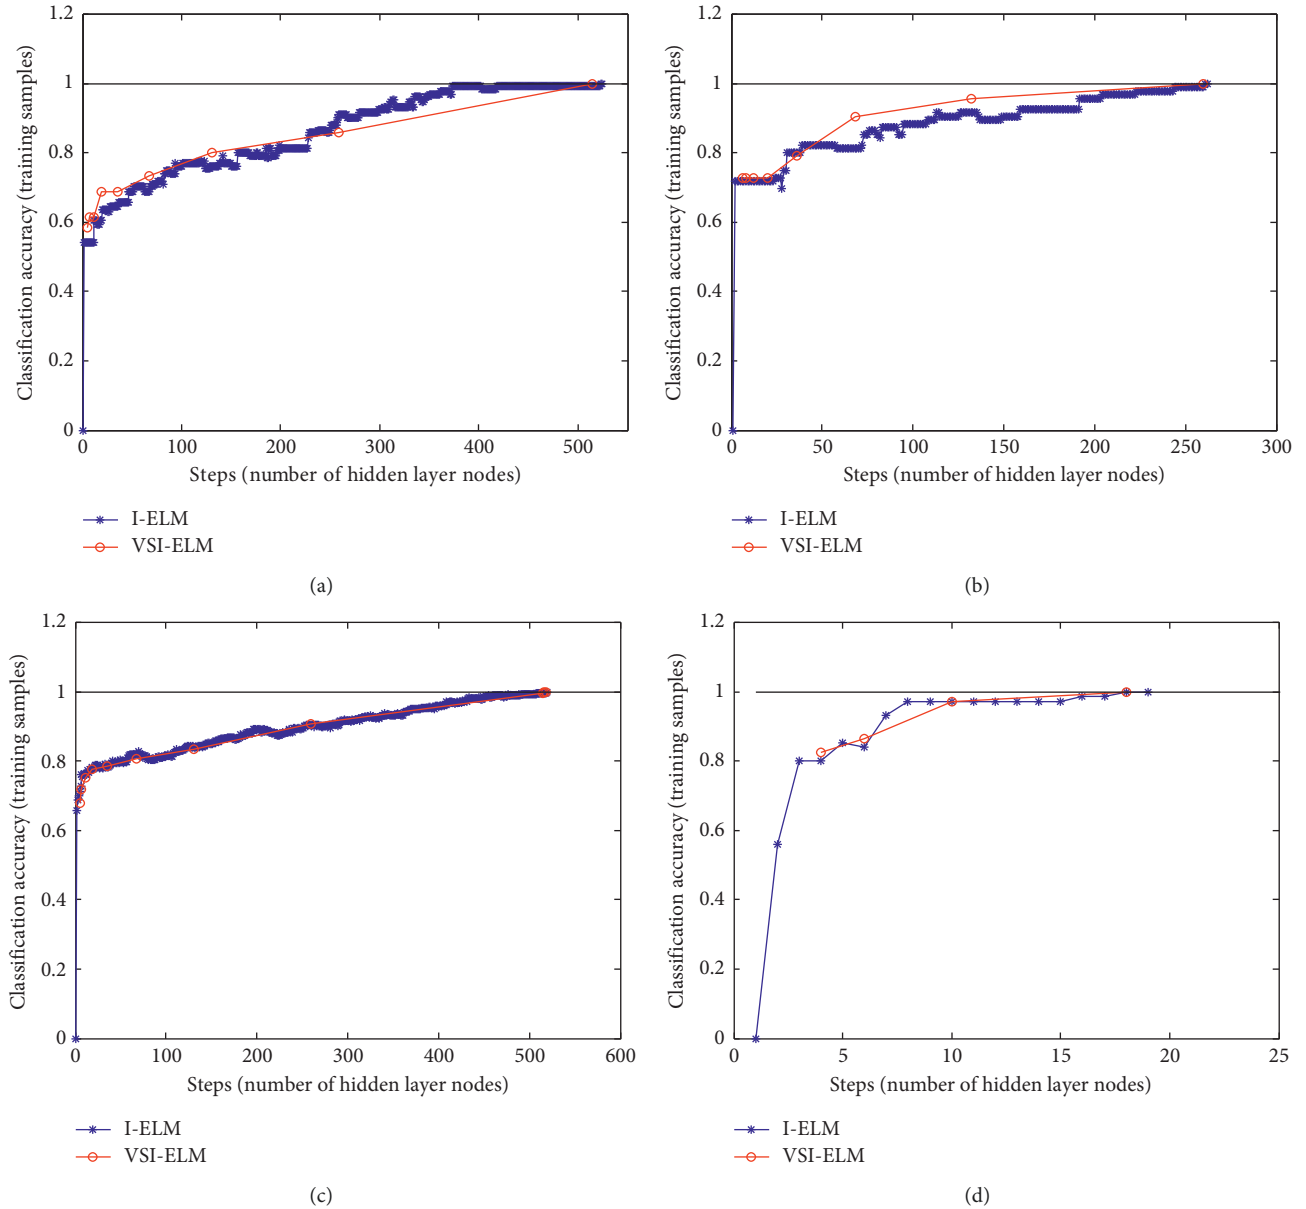 1.2
1
0.8
0.6
0.4
0.2
0
Classification accuracy (training samples)
0 100 200 300 400 500
Steps (number of hidden layer nodes)
I-ELM
VSI-ELM
(a)
1.2
1
0.8
0.6
0.4
0.2
0
Classification accuracy (training samples)
0 50 100 150 200 250 300
Steps (number of hidden layer nodes)
I-ELM
VSI-ELM
(b)
1.2
1
0.8
0.6
0.4
0.2
0
Classification accuracy (training samples)
0 100 200 300 400 500 600
Steps (number of hidden layer nodes)
I-ELM
VSI-ELM
(c)
1.2
1
0.8
0.6
0.4
0.2
0
Classification accuracy (training samples)
0 5 10 15 20 25
Steps (number of hidden layer nodes)
I-ELM
VSI-ELM
(d)